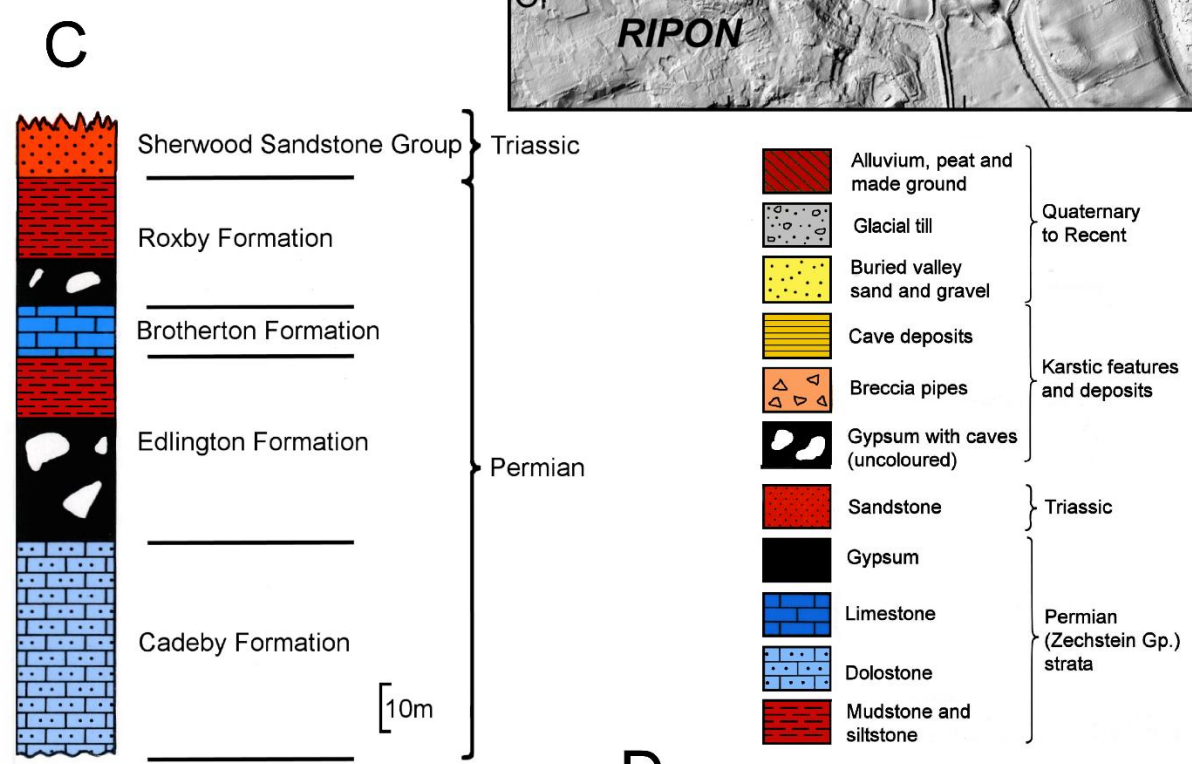 C
RIPON
Sherwood Sandstone Group
Triassic
Roxby Formation
Brotherton Formation
Edlington Formation
Permian
Cadeby Formation
10m
Alluvium, peat and
made ground
Glacial till
Buried valley
sand and gravel
Quaternary
to Recent
Cave deposits
Breccia pipes
Gypsum with caves
(uncoloured)
Karstic features
and deposits
Sandstone
Triassic
Gypsum
Limestone
Dolostone
Mudstone and
siltstone
Permian
(Zechstein Gp.)
strata